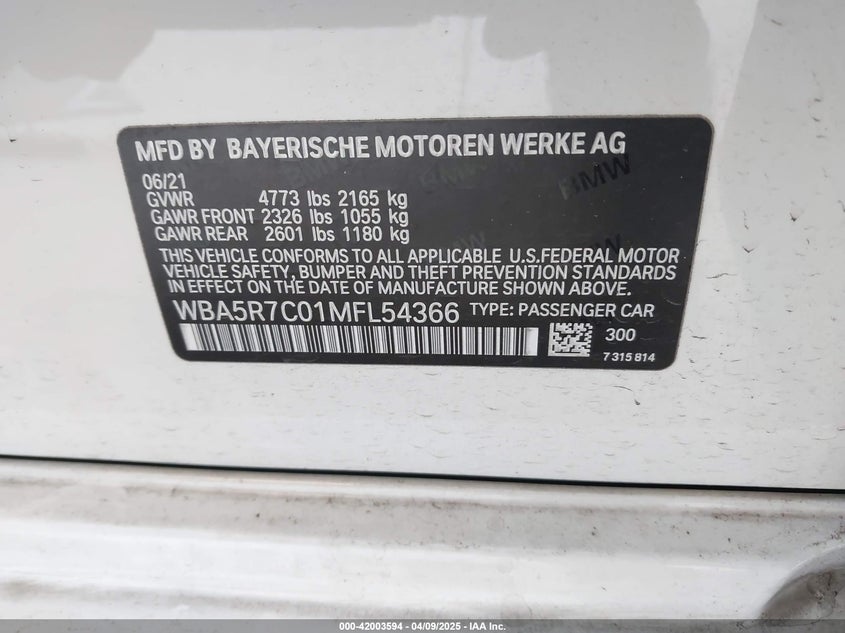 MFD BY BAYERISCHE MOTOREN WERKE AG
06/21
GVWR 4773 lbs 2165 kg
GAWR FRONT 2326 lbs 1055 kg
GAWR REAR 2601 lbs 1180 kg
THIS VEHICLE CONFORMS TO ALL APPLICABLE U.S.FEDERAL MOTOR
VEHICLE SAFETY, BUMPER AND THEFT PREVENTION STANDARDS
IN EFFECT ON THE DATE OF MANUFACTURE SHOWN ABOVE.
WBA5R7C01MFL54366 TYPE: PASSENGER CAR
300
7 315 814
BMW
BMW
BMW
000-42003594 - 04/09/2025 - IAA Inc.